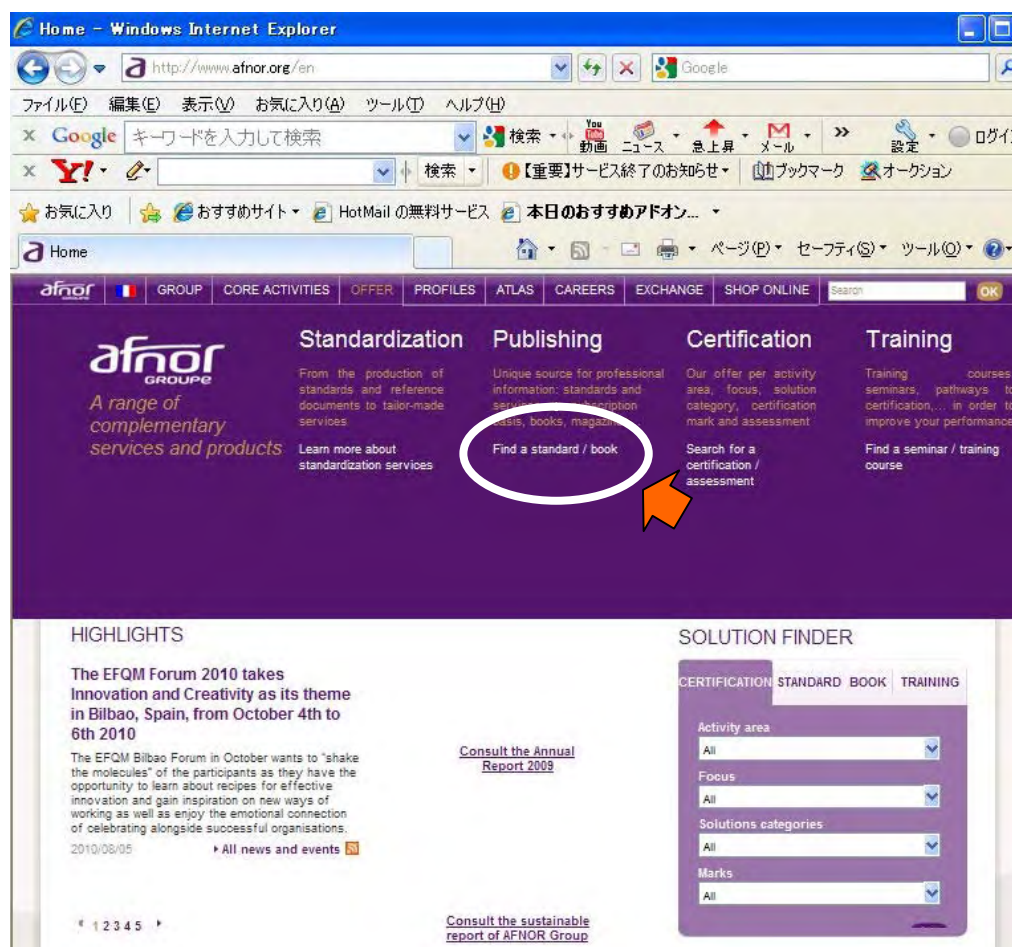 Home - Windows Internet Explorer
http://www.afnor.org/en
Google
ファイル(F) 編集(E) 表示(V) お気に入り(A) ツール(T) ヘルプ(H)
x Google キーワードを入力して検索 検索 You 動画 ニュース 急上昇 メール » 設定 ログイ
x Y! 検索 【重要】サービス終了のお知らせ ブックマーク オークション
お気に入り おすすめサイト HotMail の無料サービス 本日のおすすめアドオン...
Home ページ(P) セーフティ(S) ツール(O)
afnor GROUP CORE ACTIVITIES OFFER PROFILES ATLAS CAREERS EXCHANGE SHOP ONLINE Search OK
afnor
GROUPE
A range of
complementary
services and products
Standardization
From the production of
standards and reference
documents to tailor-made
services
Learn more about
standardization services
Publishing
Unique source for professional
information: standards and
basis, books,
Find a standard / book
Certification
Our offer per activity
area, focus, solution
category, certification
mark and assessment
Search for a
certification /
assessment
Training
Training courses
seminars, pathways to
certification,... in order to
improve your performance
Find a seminar / training
course
HIGHLIGHTS
The EFQM Forum 2010 takes
Innovation and Creativity as its theme
in Bilbao, Spain, from October 4th to
6th 2010
The EFQM Bilbao Forum in October wants to "shake
the molecules" of the participants as they have the
opportunity to learn about recipes for effective
innovation and gain inspiration on new ways of
working as well as enjoy the emotional connection
of celebrating alongside successful organisations.
2010/08/05 All news and events
1 2 3 4 5
Consult the Annual
Report 2009
Consult the sustainable
report of AFNOR Group
SOLUTION FINDER
CERTIFICATION STANDARD BOOK TRAINING
Activity area
All
Focus
All
Solutions categories
All
Marks
All